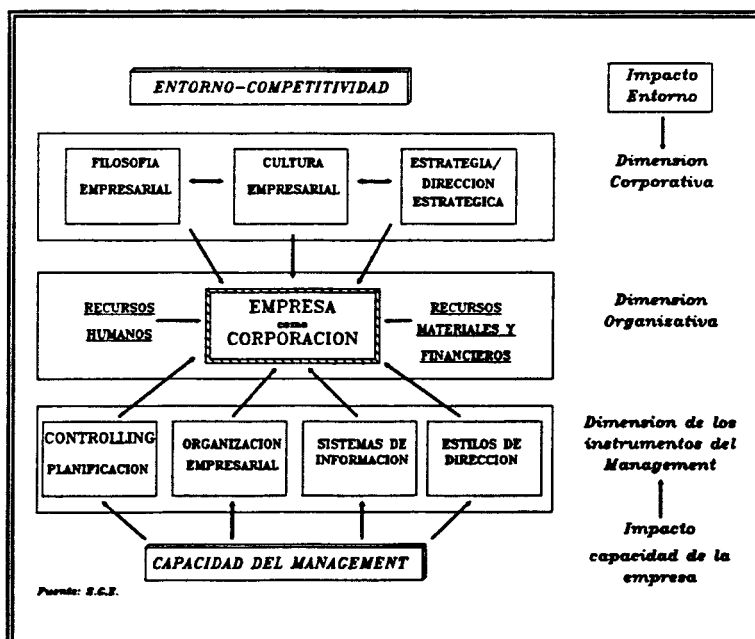 ENTORNO-COMPETITIVIDAD
Impacto
Entorno
FILOSOFIA
EMPRESARIAL
CULTURA
EMPRESARIAL
ESTRATEGIA/
DIRECCION
ESTRATEGICA
Dimension
Corporativa
RECURSOS
HUMANOS
EMPRESA
como
CORPORACION
RECURSOS
MATERIALES Y
FINANCIEROS
Dimension
Organizativa
CONTROLLING
PLANIFICACION
ORGANIZACION
EMPRESARIAL
SISTEMAS DE
INFORMACION
ESTILOS DE
DIRECCION
Dimension de los
instrumentos del
Management
CAPACIDAD DEL MANAGEMENT
Impacto
capacidad de la
empresa
Fuente: